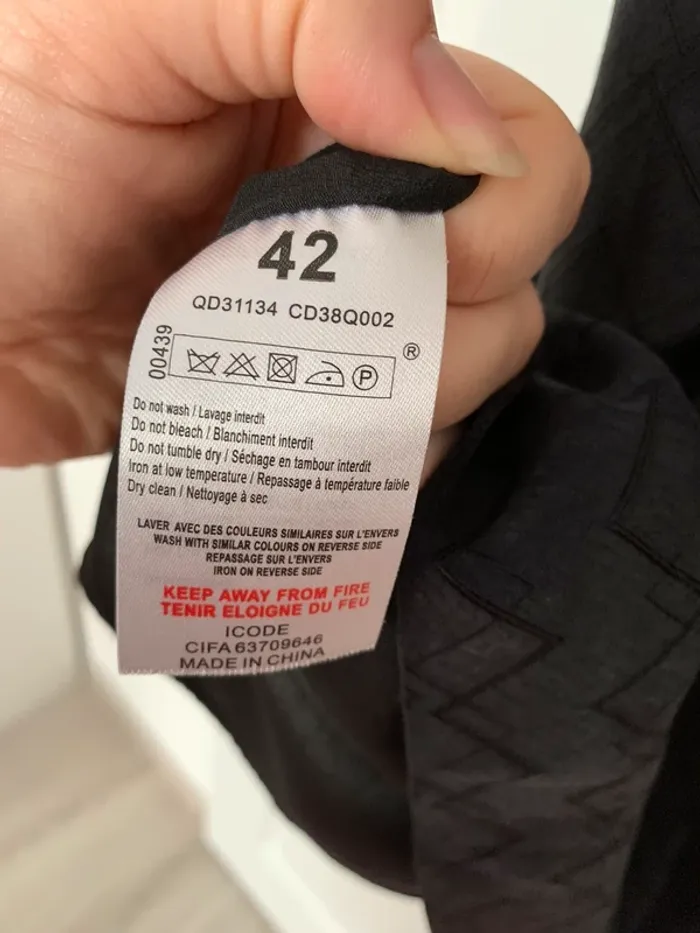 42
QD31134 CD38Q002
00439
®
P
Do not wash / Lavage interdit
Do not bleach / Blanchiment interdit
Do not tumble dry / Séchage en tambour interdit
Iron at low temperature / Repassage à température faible
Dry clean / Nettoyage à sec
LAVER AVEC DES COULEURS SIMILAIRES SUR L'ENVERS
WASH WITH SIMILAR COLOURS ON REVERSE SIDE
REPASSAGE SUR L'ENVERS
IRON ON REVERSE SIDE
KEEP AWAY FROM FIRE
TENIR ELOIGNE DU FEU
ICODE
CIFA63709646
MADE IN CHINA